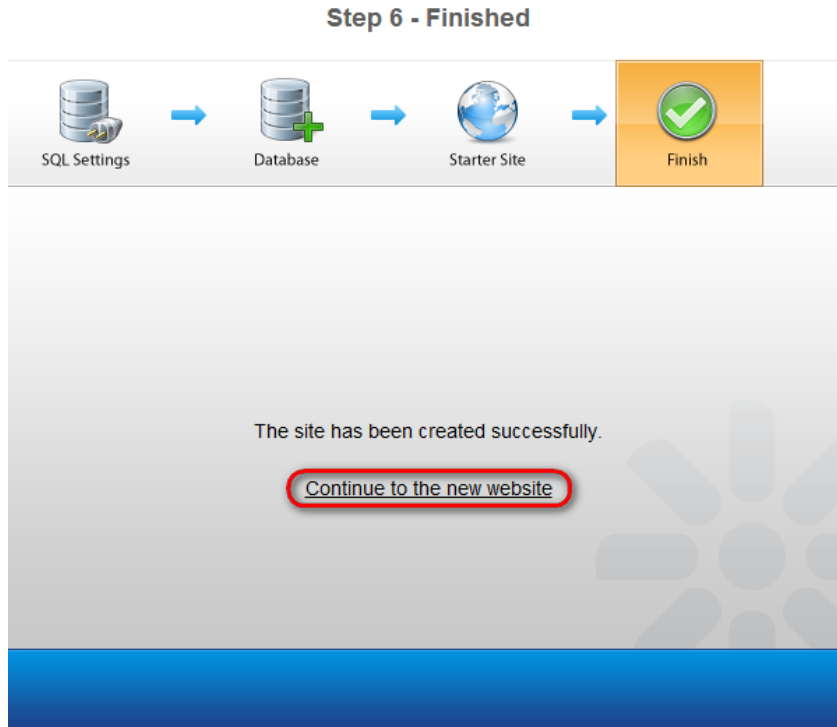 Step 6 - Finished
SQL Settings
Database
Starter Site
Finish
The site has been created successfully.
Continue to the new website